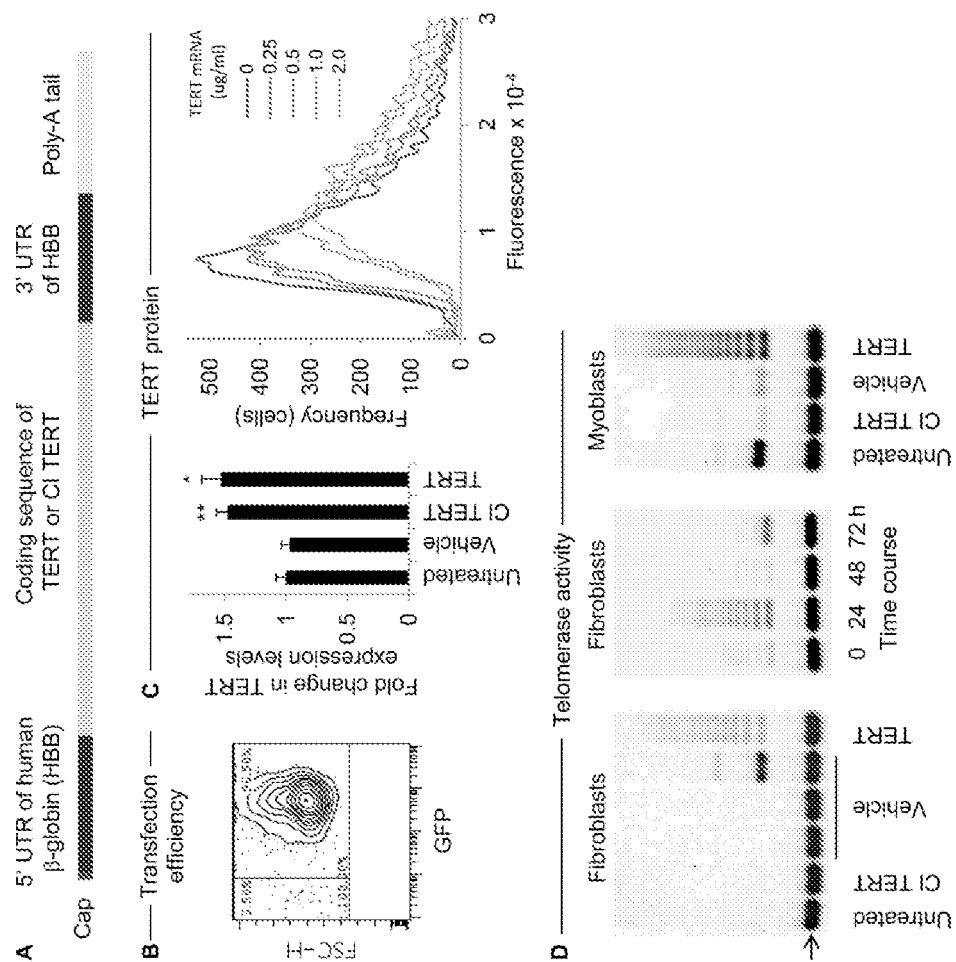 A
5' UTR of human
β-globin (HBB)
Coding sequence of
TERT or CI TERT
3' UTR
of HBB
Poly-A tail
Cap
B
Transfection
efficiency
FSC-H
GFP
C
TERT protein
Fold change in TERT
expression levels
1.5
1
0.5
0
**
*
Untreated
Vehicle
CI TERT
TERT
Frequency (cells)
500
400
300
200
100
0
0
1
2
3
Fluorescence x 10-4
TERT mRNA
(ug/ml)
0
0.25
0.5
1.0
2.0
D
Telomerase activity
Fibroblasts
Untreated
CI TERT
Vehicle
TERT
Fibroblasts
0 24 48 72 h
Time course
Myoblasts
Untreated
CI TERT
Vehicle
TERT